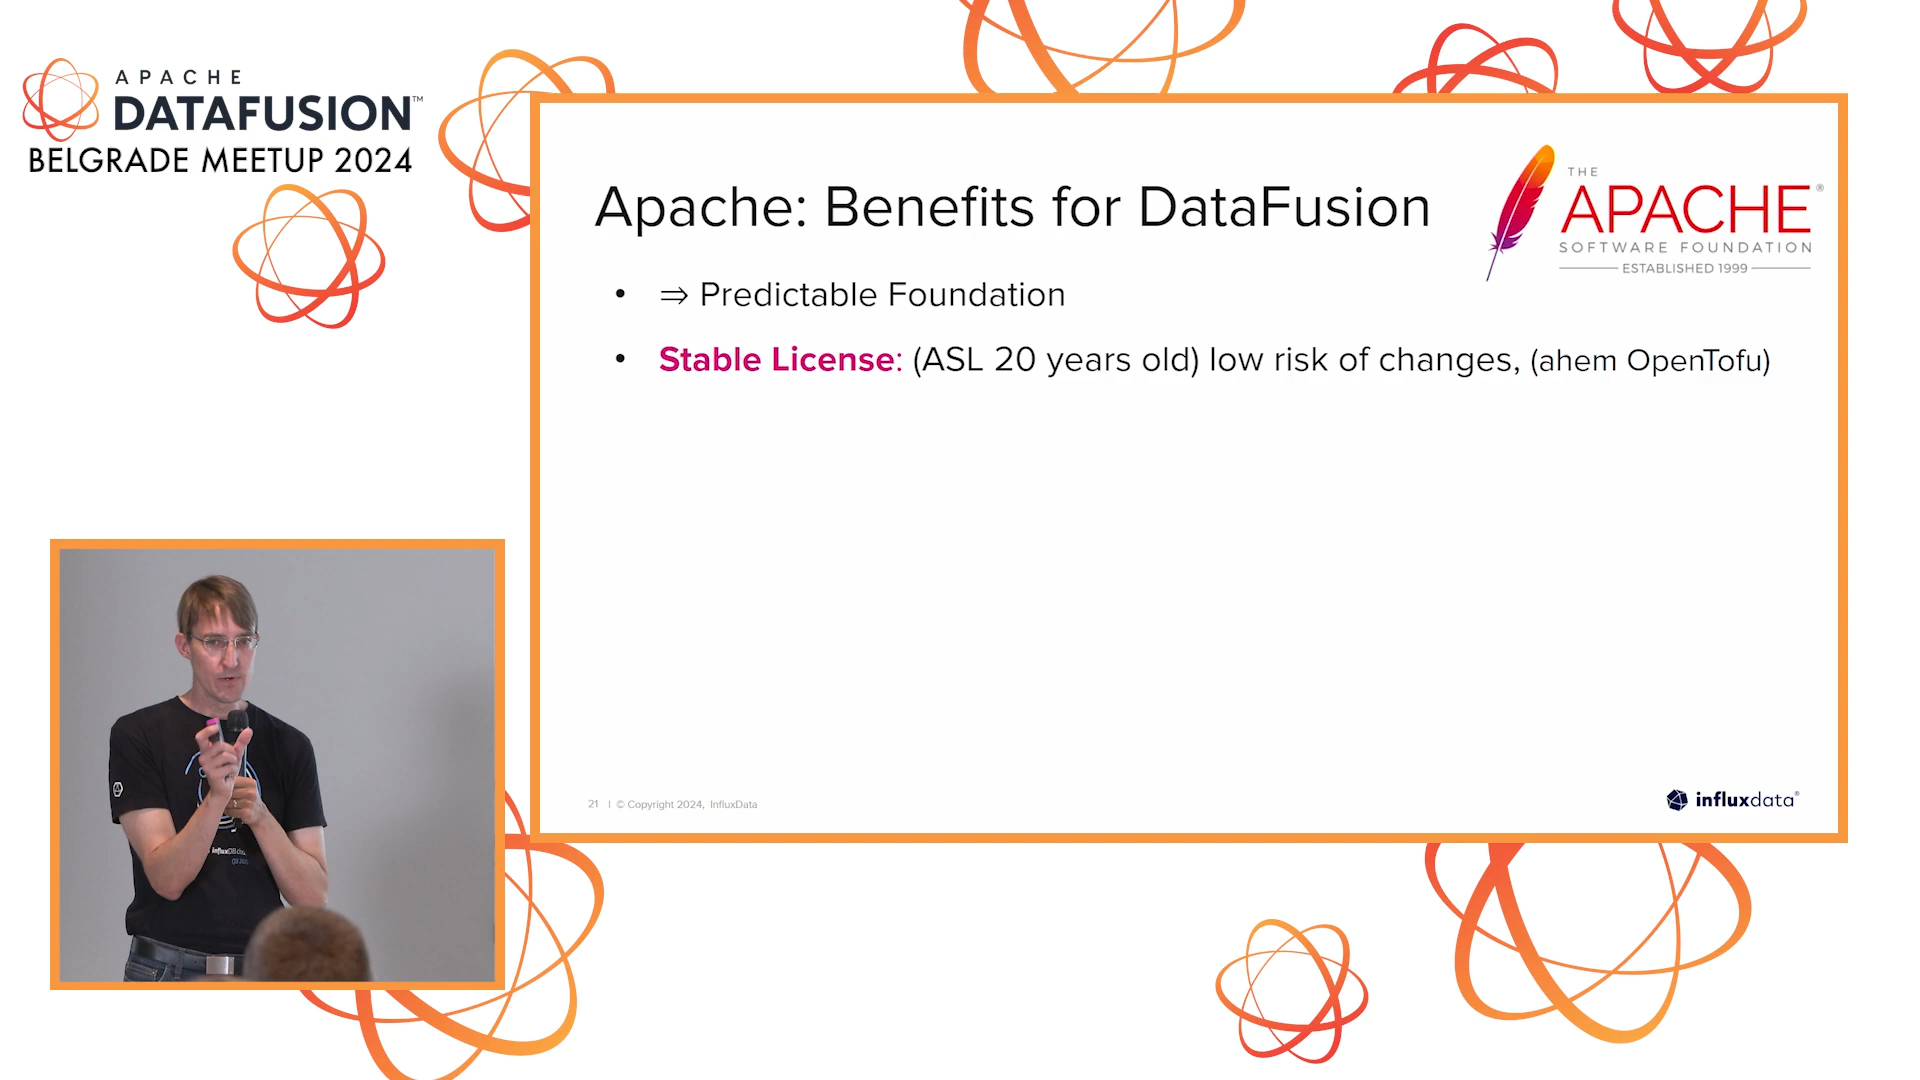 APACHE
DATAFUSION™
BELGRADE MEETUP 2024
Apache: Benefits for DataFusion
THE
APACHE®
SOFTWARE FOUNDATION
ESTABLISHED 1999
• ⇒ Predictable Foundation
• Stable License: (ASL 20 years old) low risk of changes, (ahem OpenTofu)
21 | © Copyright 2024, InfluxData
influxdata®